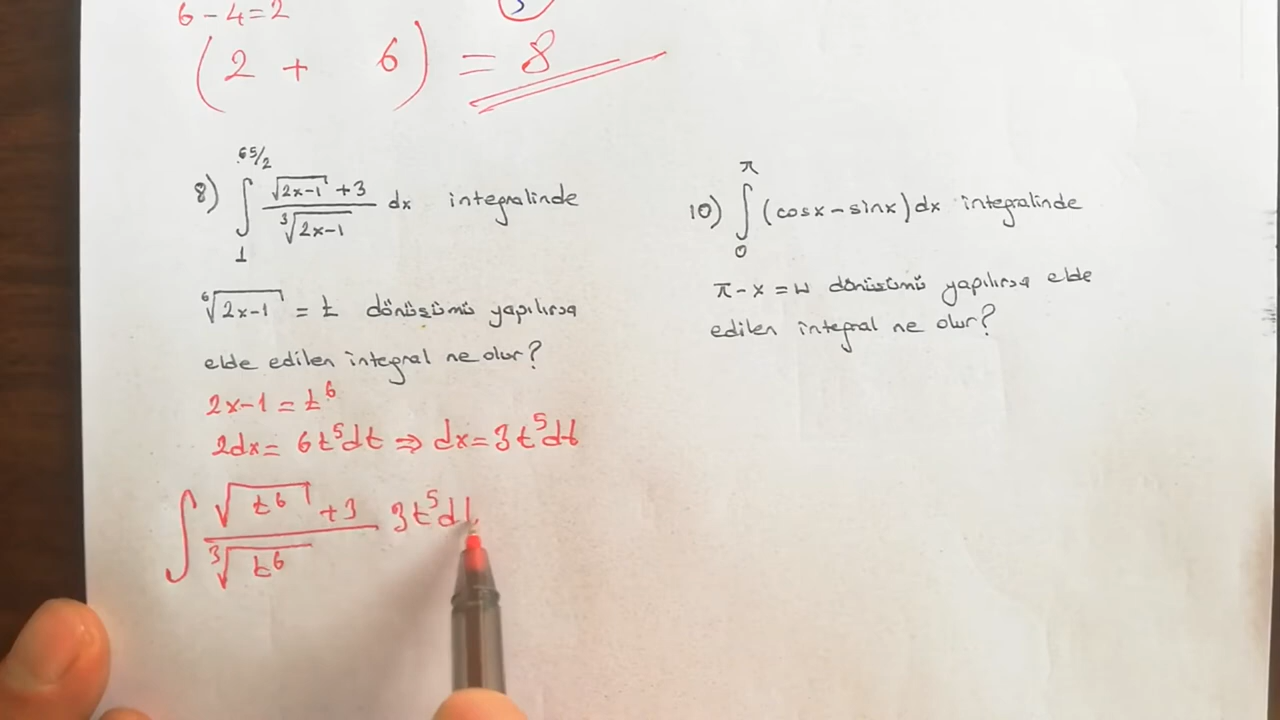 6 - 4 = 2
(2 + 6) = 8
8) ∫₁^{65/2} (√(2x-1) + 3)/(∛(2x-1)) dx integralinde
⁶√(2x-1) = t dönüşümü yapılırsa
elde edilen integral ne olur?
2x-1 = t⁶
2dx = 6t⁵dt ⇒ dx = 3t⁵dt
∫ (√(t⁶) + 3)/(∛(t⁶)) 3t⁵dt
10) ∫₀^π (cosx - sinx)dx integralinde
π - x = u dönüşümü yapılırsa elde
edilen integral ne olur?